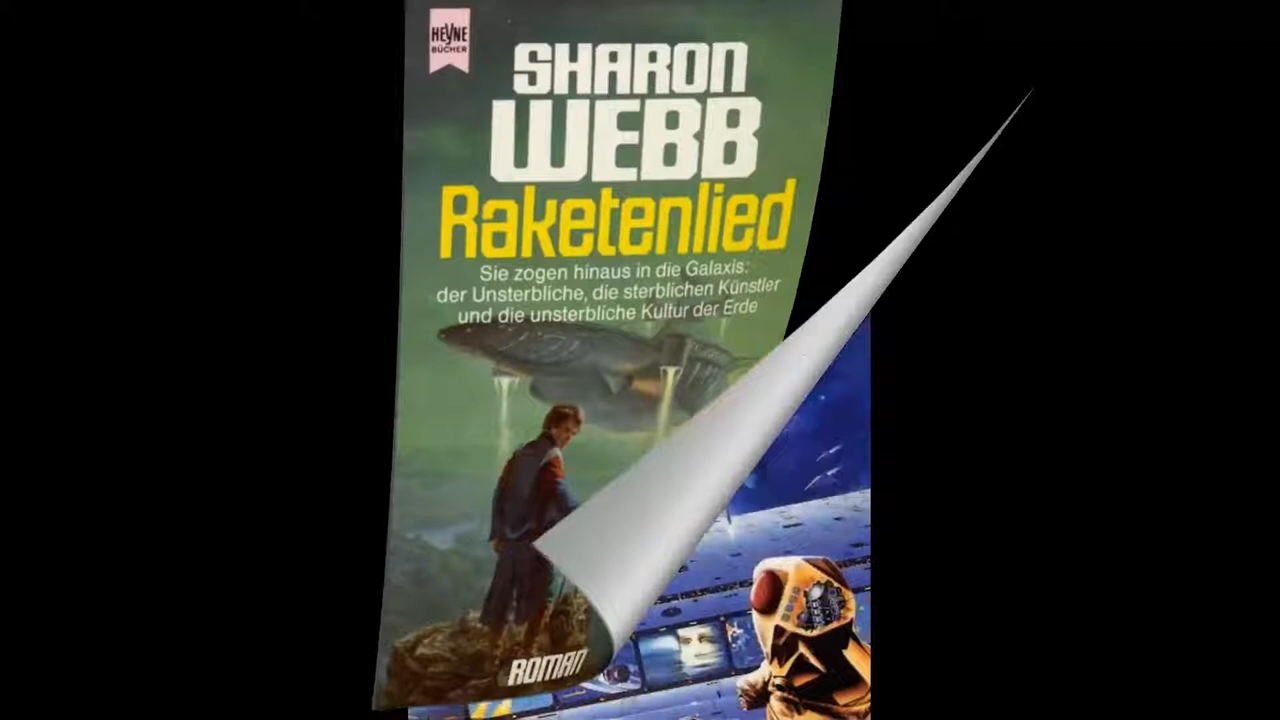 HEYNE
BÜCHER
SHARON
WEBB
Raketenlied
Sie zogen hinaus in die Galaxis:
der Unsterbliche, die sterblichen Künstler
und die unsterbliche Kultur der Erde
ROMAN